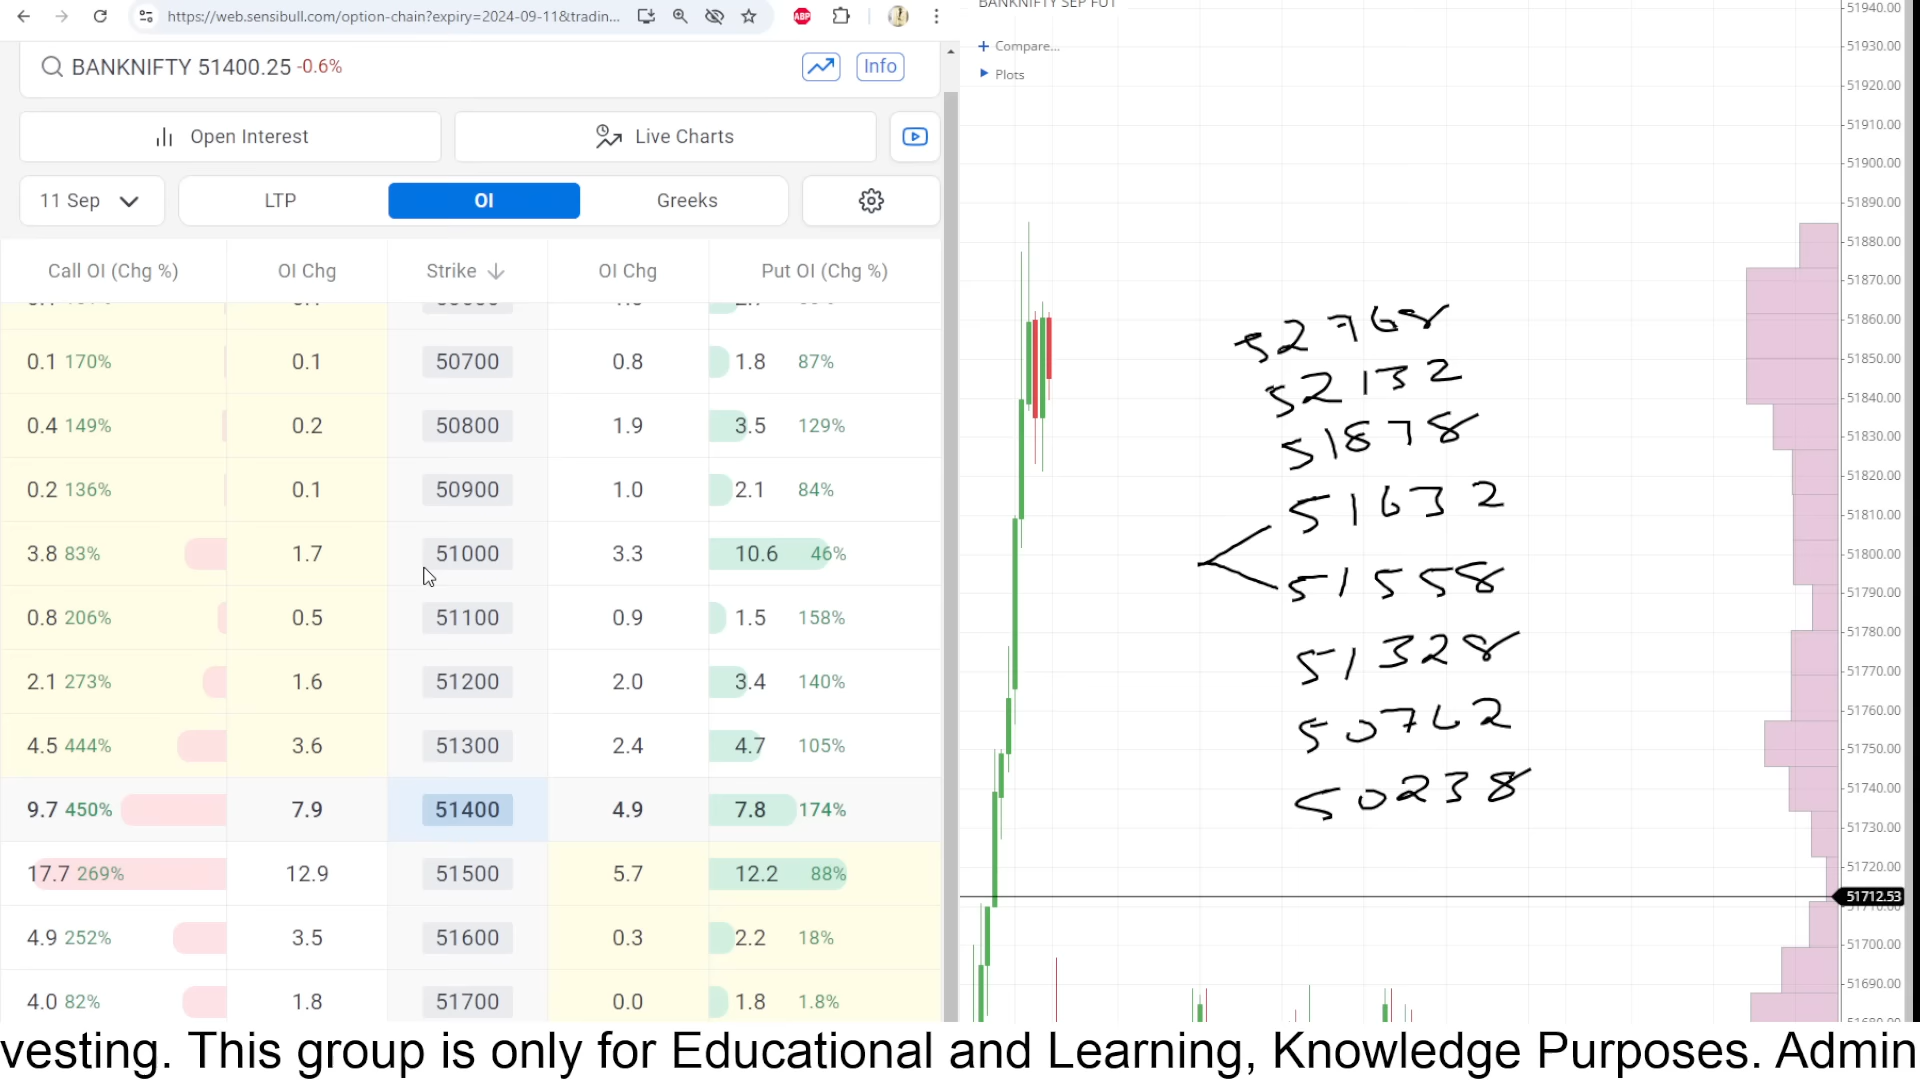 https://web.sensibull.com/option-chain?expiry=2024-09-11&tradin...
ABP
BANKNIFTY 51400.25 -0.6%
Info
Open Interest
Live Charts
11 Sep
LTP
OI
Greeks
Call OI (Chg %) OI Chg Strike OI Chg Put OI (Chg %)
0.1 170% 0.1 50700 0.8 1.8 87%
0.4 149% 0.2 50800 1.9 3.5 129%
0.2 136% 0.1 50900 1.0 2.1 84%
3.8 83% 1.7 51000 3.3 10.6 46%
0.8 206% 0.5 51100 0.9 1.5 158%
2.1 273% 1.6 51200 2.0 3.4 140%
4.5 444% 3.6 51300 2.4 4.7 105%
9.7 450% 7.9 51400 4.9 7.8 174%
17.7 269% 12.9 51500 5.7 12.2 88%
4.9 252% 3.5 51600 0.3 2.2 18%
4.0 82% 1.8 51700 0.0 1.8 1.8%
BANKNIFTY SEP FUT
Compare...
Plots
52768
52132
51878
51632
51558
51328
50762
50238
51940.00
51930.00
51920.00
51910.00
51900.00
51890.00
51880.00
51870.00
51860.00
51850.00
51840.00
51830.00
51820.00
51810.00
51800.00
51790.00
51780.00
51770.00
51760.00
51750.00
51740.00
51730.00
51720.00
51712.53
51700.00
51690.00
vesting. This group is only for Educational and Learning, Knowledge Purposes. Admin